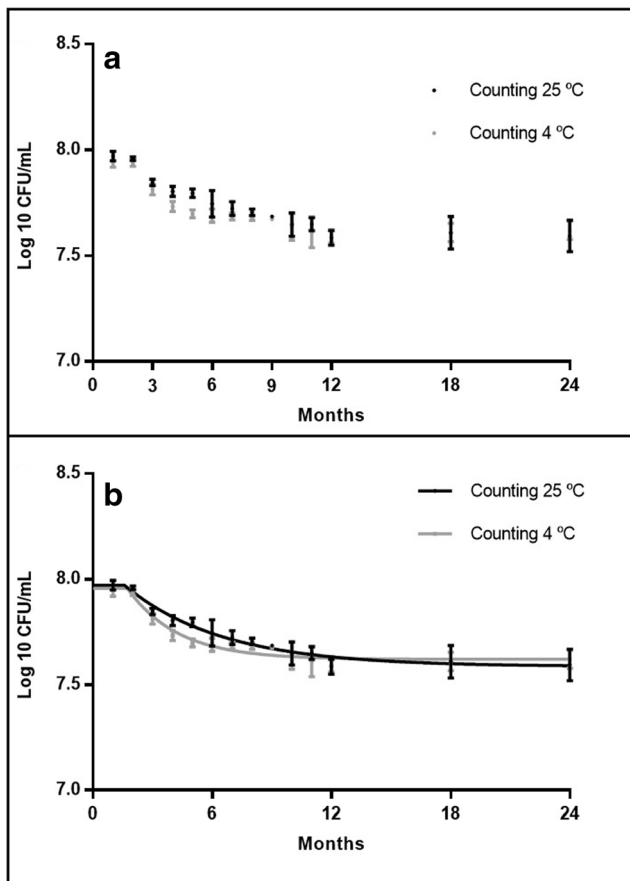 a
8.5
8.0
7.5
7.0
Log 10 CFU/mL
Counting 25 ºC
Counting 4 ºC
0 3 6 9 12 18 24
Months
b
8.5
8.0
7.5
7.0
Log 10 CFU/mL
Counting 25 ºC
Counting 4 ºC
0 6 12 18 24
Months